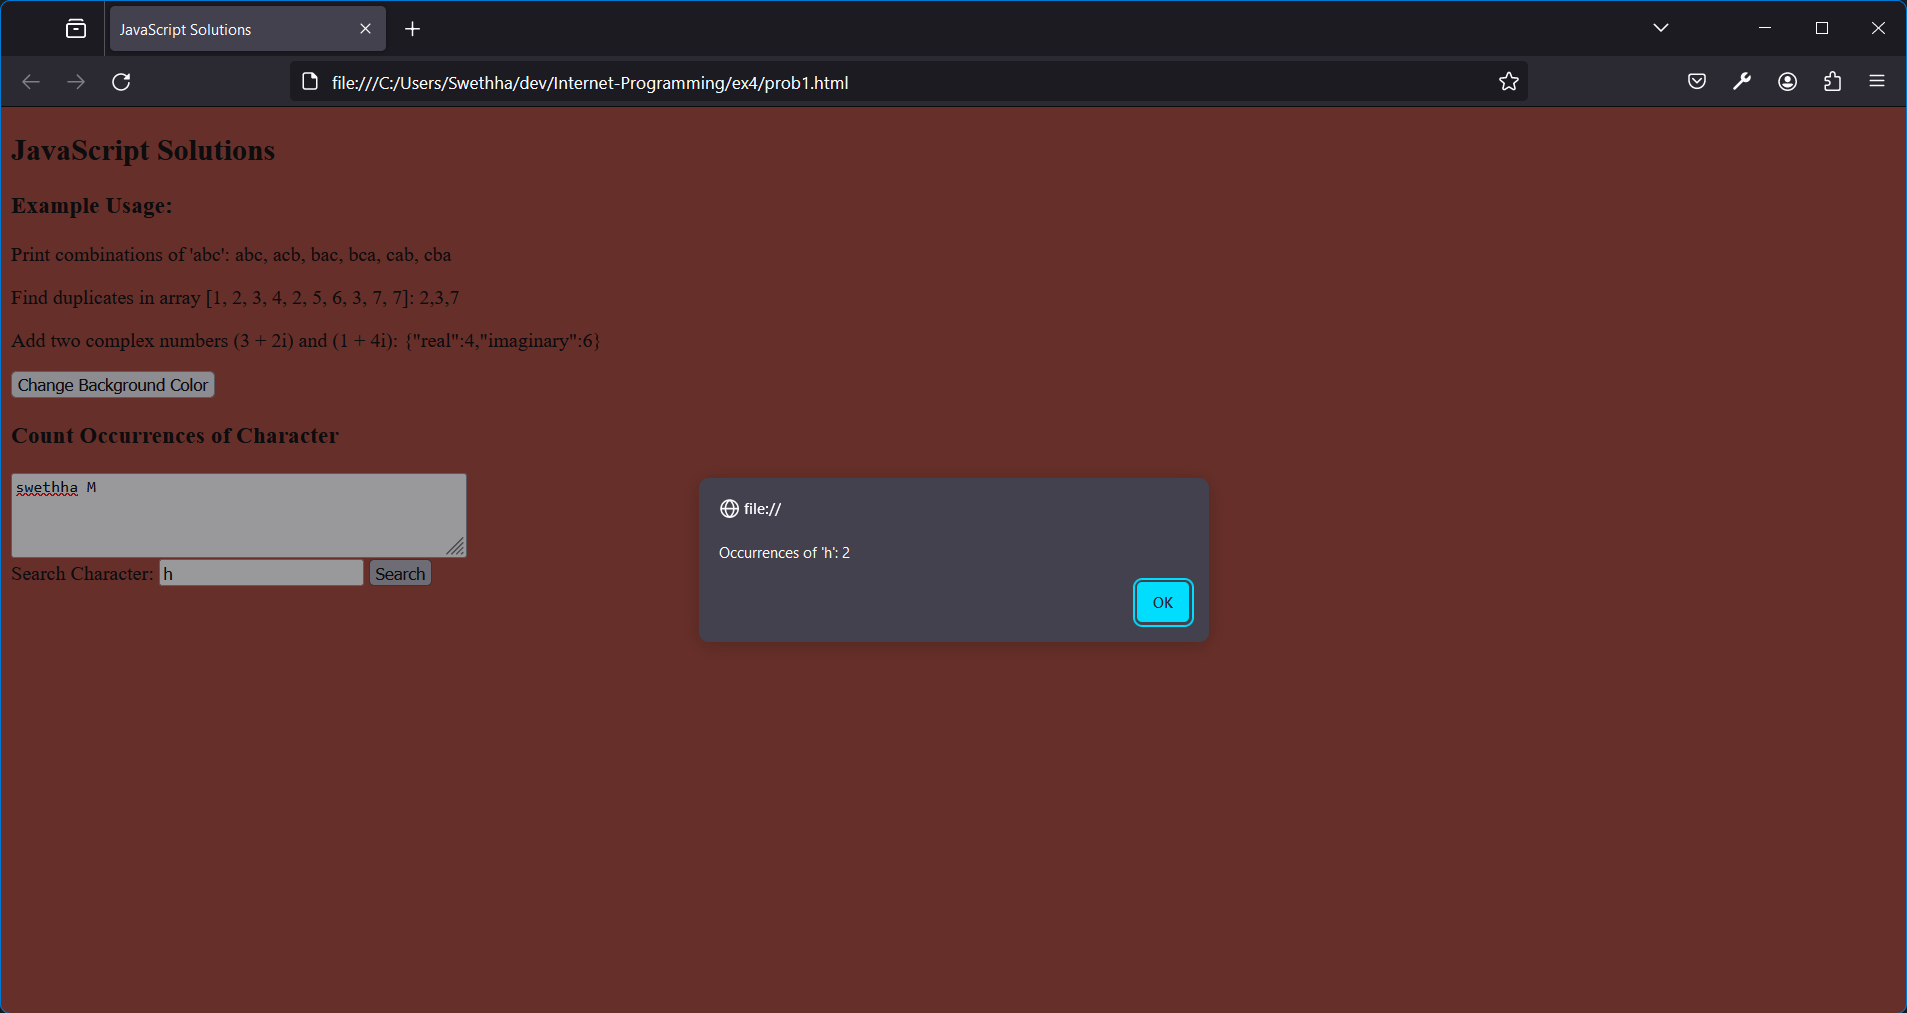 JavaScript Solutions
file:///C:/Users/Swethha/dev/Internet-Programming/ex4/prob1.html
JavaScript Solutions
Example Usage:
Print combinations of 'abc': abc, acb, bac, bca, cab, cba
Find duplicates in array [1, 2, 3, 4, 2, 5, 6, 3, 7, 7]: 2,3,7
Add two complex numbers (3 + 2i) and (1 + 4i): {"real":4,"imaginary":6}
Change Background Color
Count Occurrences of Character
swethha M
Search Character: h Search
file://
Occurrences of 'h': 2
OK